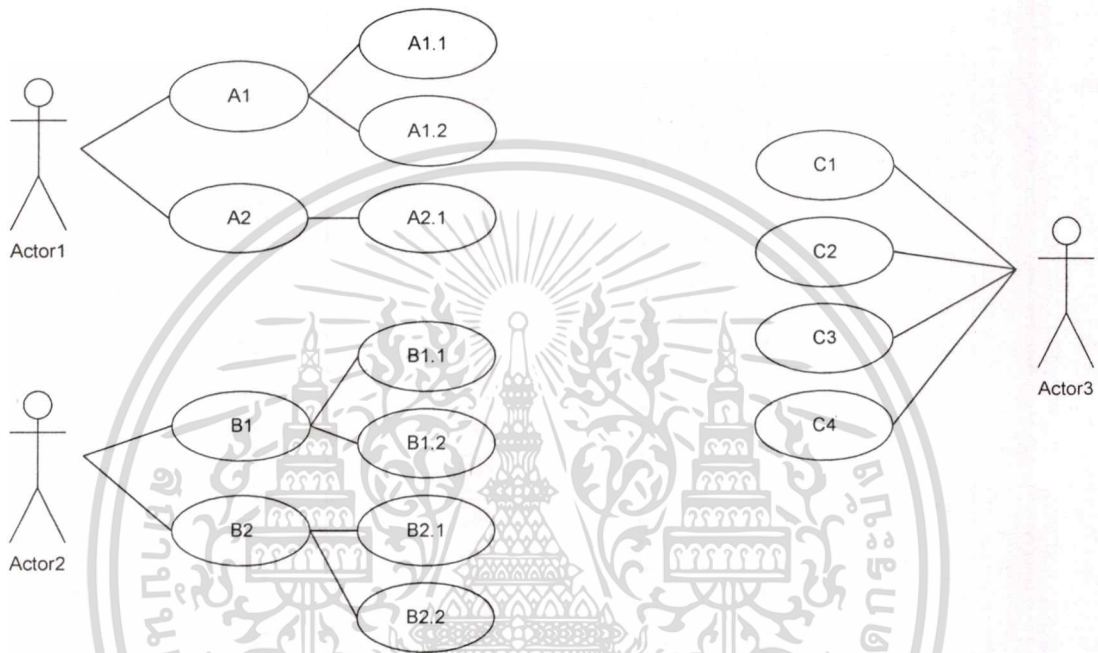 A1.1
A1
A1.2
A2
A2.1
Actor1
B1.1
B1
B1.2
B2
B2.1
B2.2
Actor2
C1
C2
C3
C4
Actor3